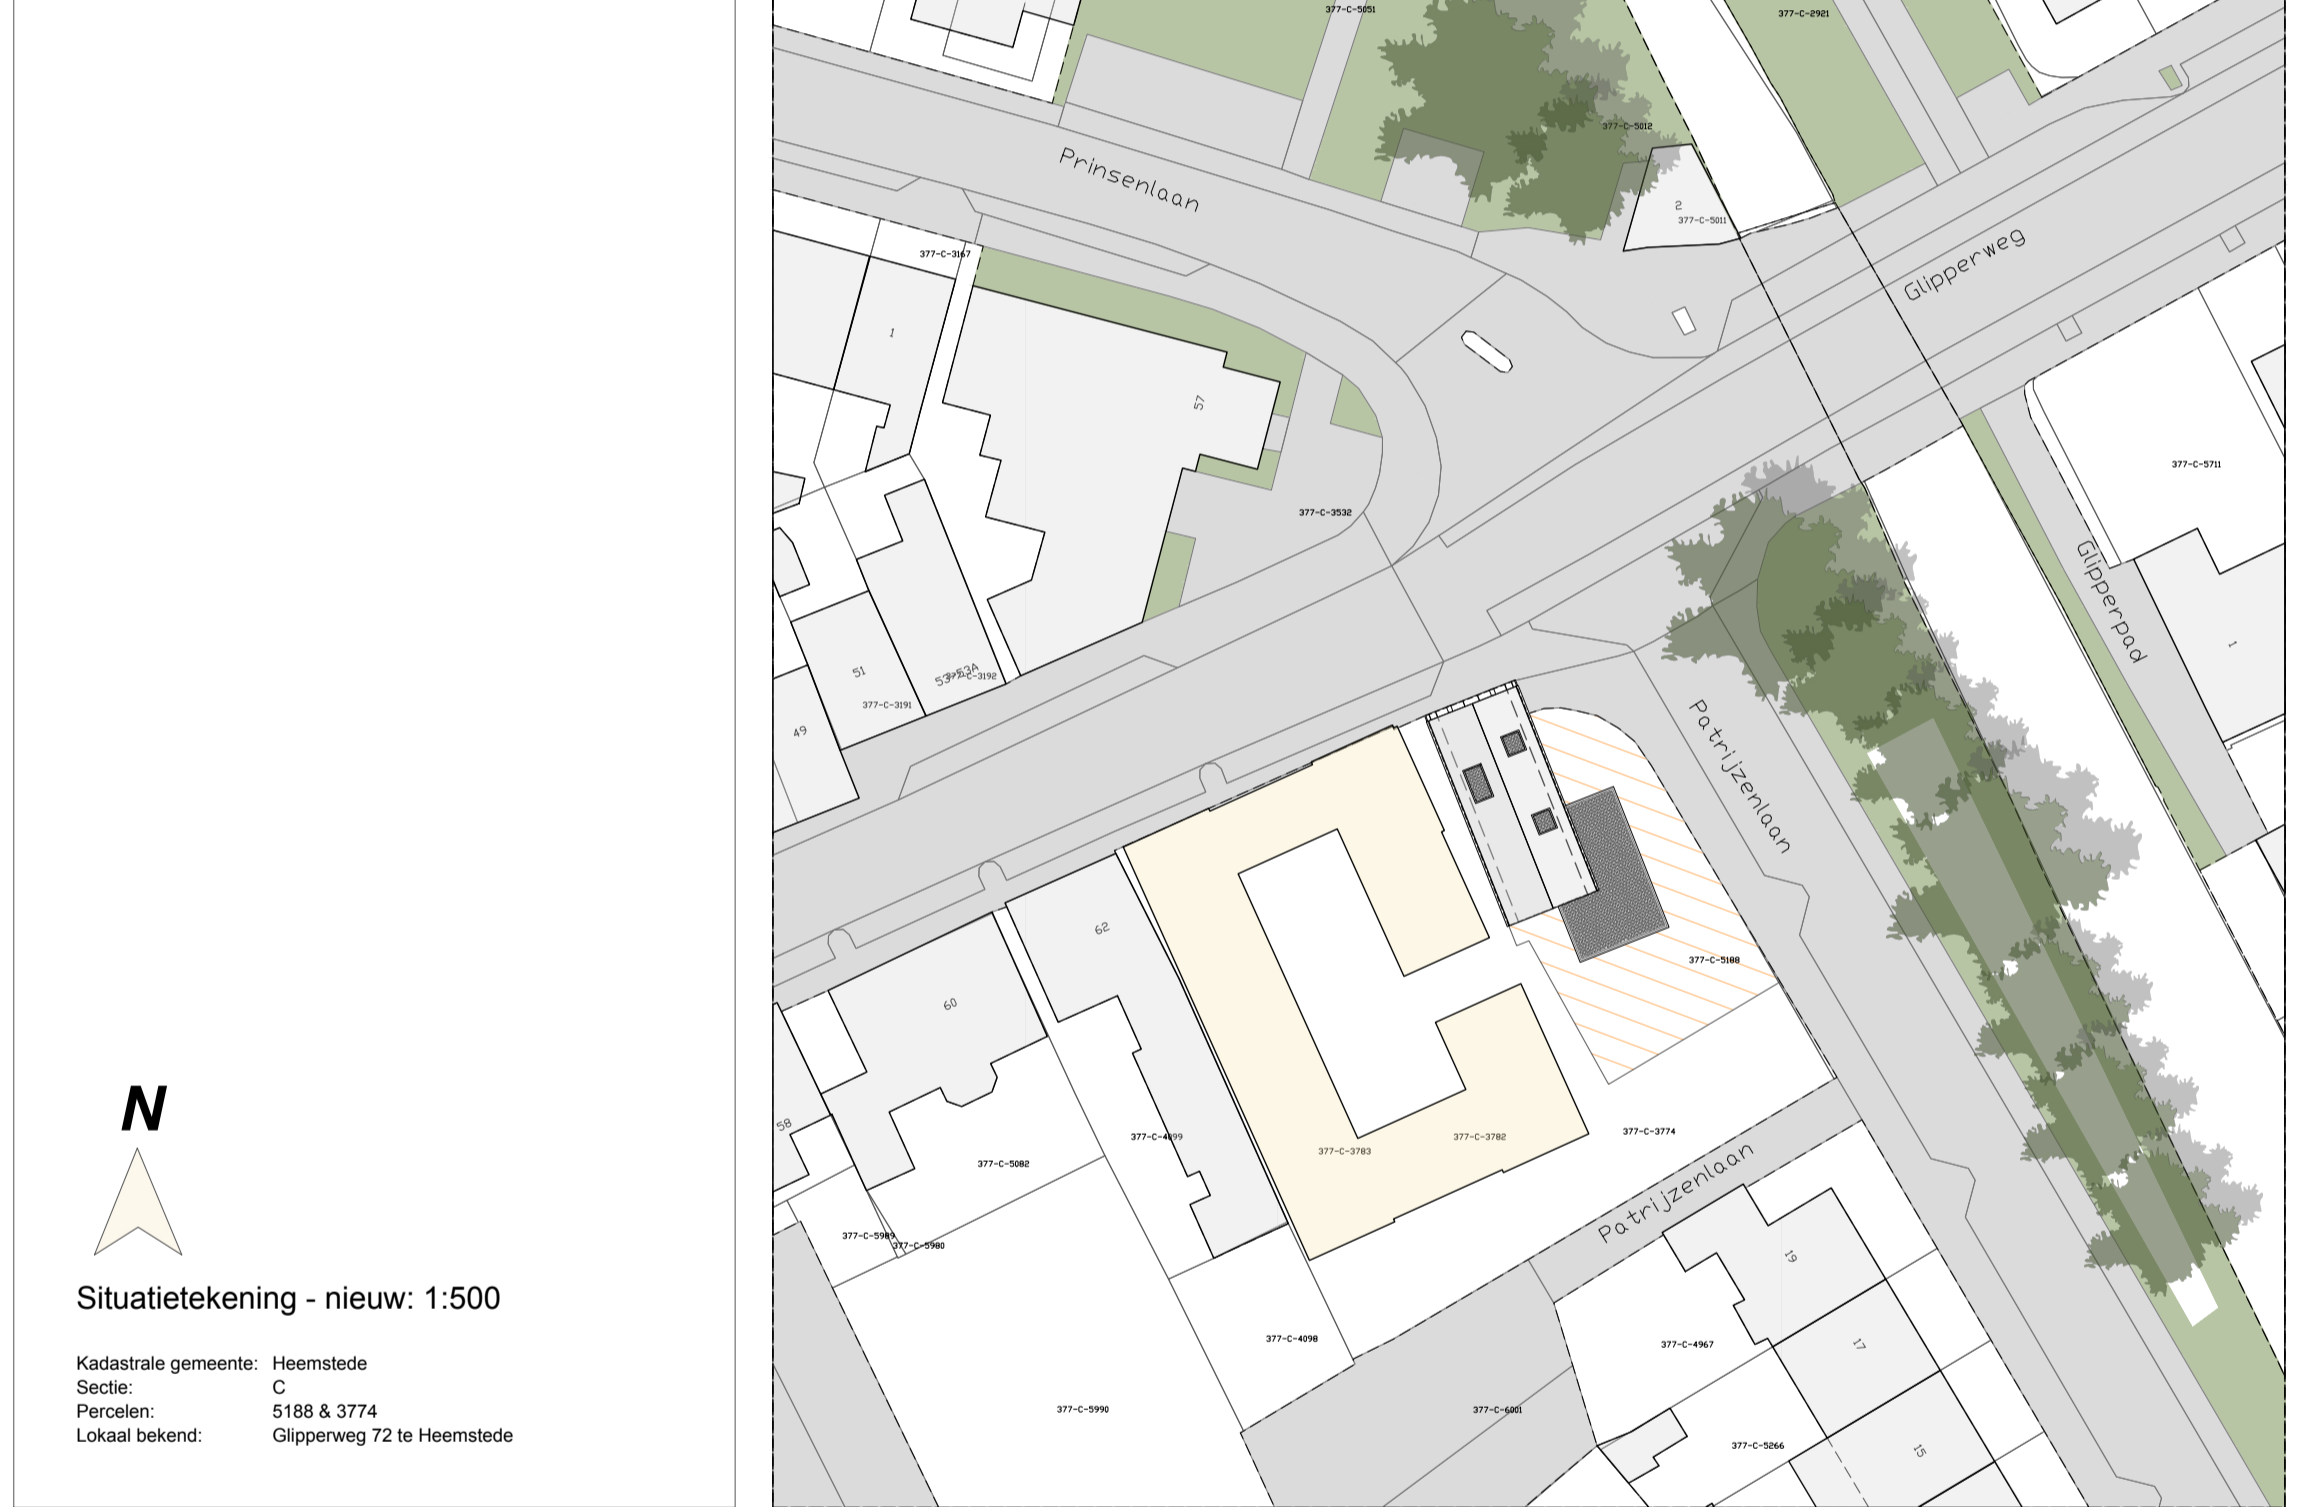 377-C-5051
377-C-2921
377-C-5012
Prinsenlaan
2
377-C-5011
Glipperweg
377-C-3167
1
57
377-C-5711
377-C-3532
Glipperpad
1
53-53A
377-C-3192
51
377-C-3191
49
Patrijzenlaan
62
377-C-5188
60
58
377-C-4099
377-C-3783
377-C-3782
377-C-3774
377-C-5082
Patrijzenlaan
377-C-5989
377-C-5980
19
377-C-4098
377-C-4967
17
377-C-5990
377-C-6001
377-C-5266
15
N
Situatietekening - nieuw: 1:500
Kadastrale gemeente: Heemstede
Sectie: C
Percelen: 5188 & 3774
Lokaal bekend: Glipperweg 72 te Heemstede